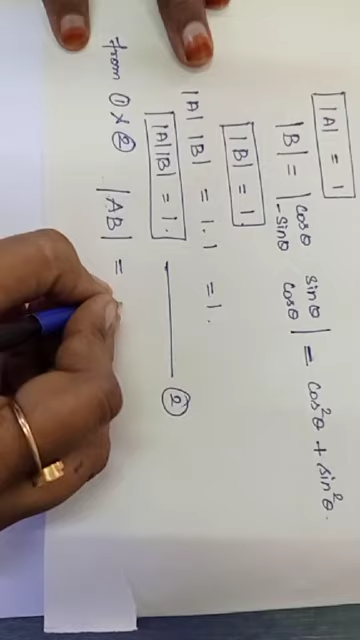 |A| = 1
|B| = | cosθ sinθ | = cos²θ + sin²θ.
-sinθ cosθ
|B| = 1
|A| |B| = 1.1 = 1.
|A||B| = 1. ②
from ① & ②
|AB| =